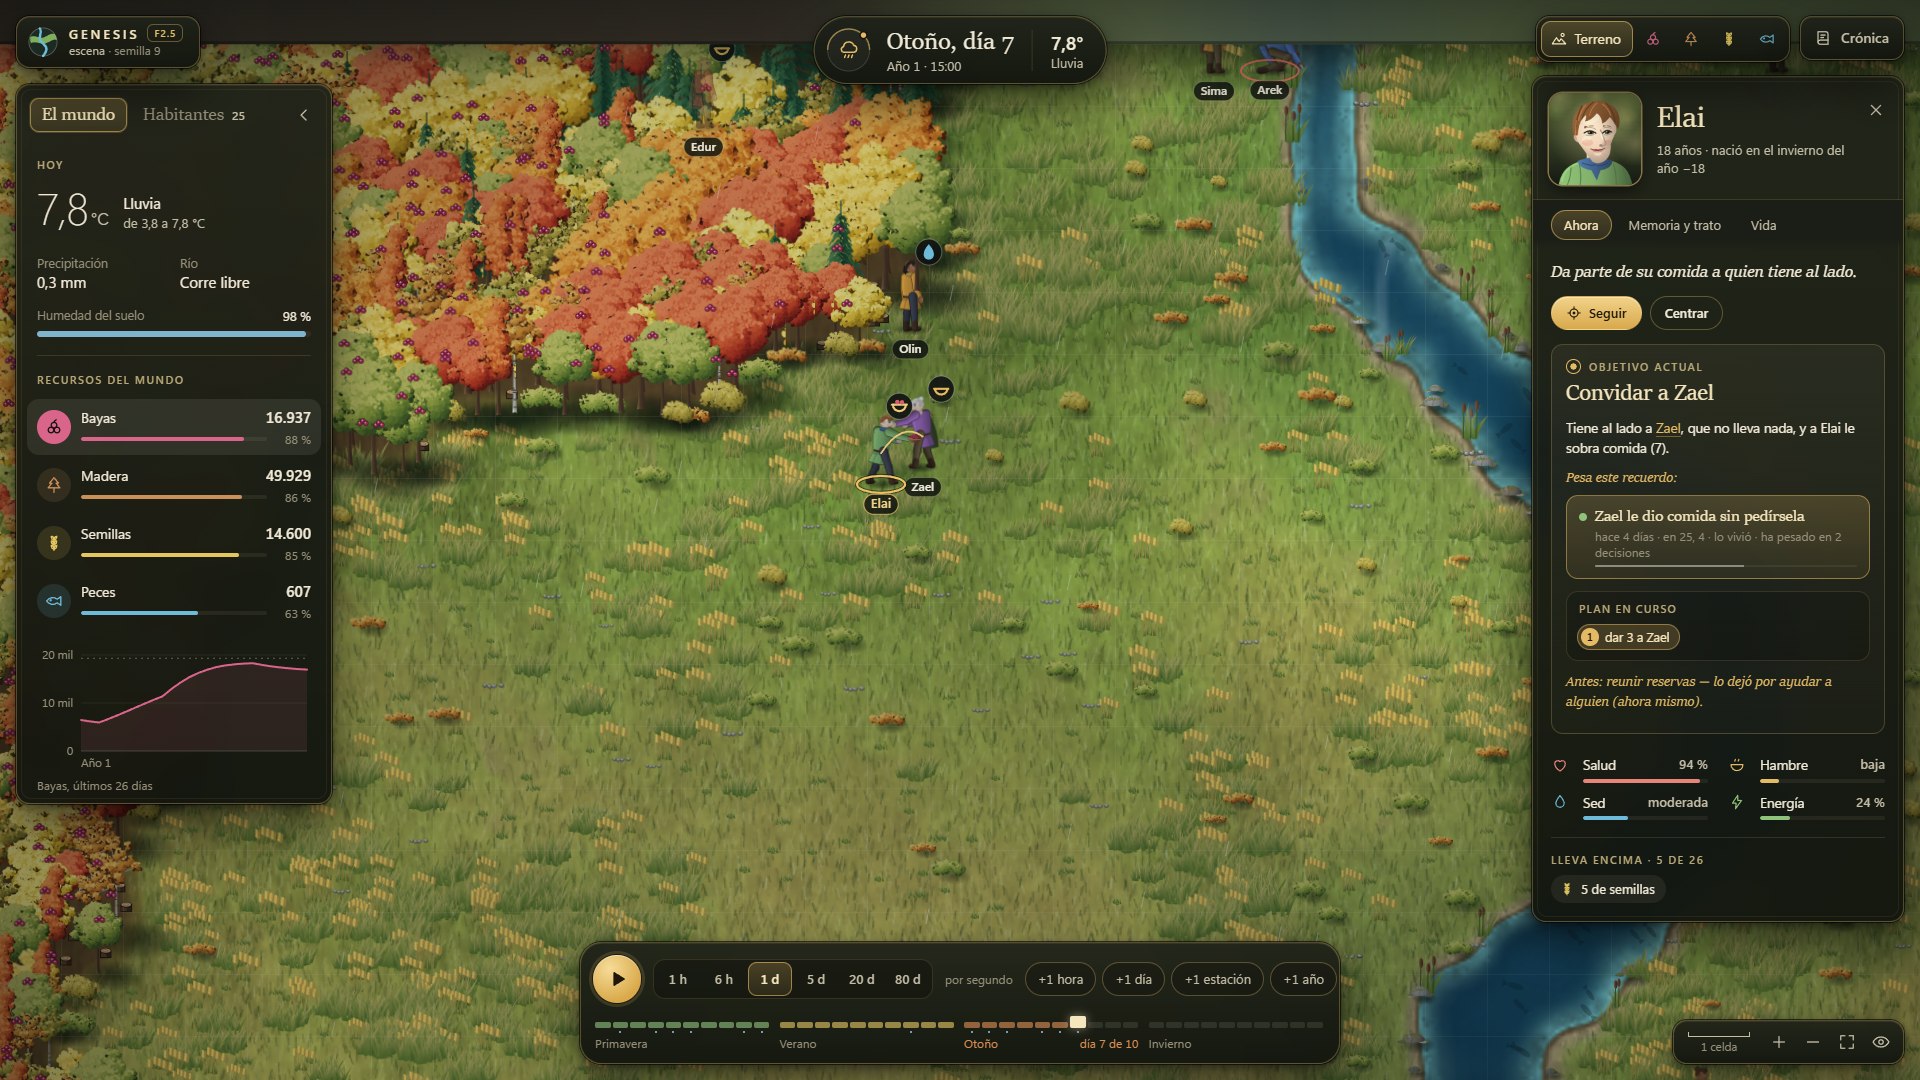 GENESIS F2.5
escena · semilla 9
Otoño, día 7
Año 1 · 15:00
7,8°
Lluvia
Terreno
Crónica
El mundo
Habitantes 25
HOY
7,8 °C
Lluvia
de 3,8 a 7,8 °C
Precipitación
0,3 mm
Río
Corre libre
Humedad del suelo 98 %
RECURSOS DEL MUNDO
Bayas 16.937
88 %
Madera 49.929
86 %
Semillas 14.600
85 %
Peces 607
63 %
20 mil
10 mil
0
Año 1
Bayas, últimos 26 días
Edur
Sima
Arek
Olin
Zael
Elai
Elai
18 años · nació en el invierno del
año −18
Ahora
Memoria y trato
Vida
Da parte de su comida a quien tiene al lado.
Seguir
Centrar
OBJETIVO ACTUAL
Convidar a Zael
Tiene al lado a Zael, que no lleva nada, y a Elai le
sobra comida (7).
Pesa este recuerdo:
Zael le dio comida sin pedírsela
hace 4 días · en 25, 4 · lo vivió · ha pesado en 2
decisiones
PLAN EN CURSO
1 dar 3 a Zael
Antes: reunir reservas — lo dejó por ayudar a
alguien (ahora mismo).
Salud 94 %
Hambre baja
Sed moderada
Energía 24 %
LLEVA ENCIMA · 5 DE 26
5 de semillas
1 h
6 h
1 d
5 d
20 d
80 d
por segundo
+1 hora
+1 día
+1 estación
+1 año
Primavera
Verano
Otoño
día 7 de 10
Invierno
1 celda